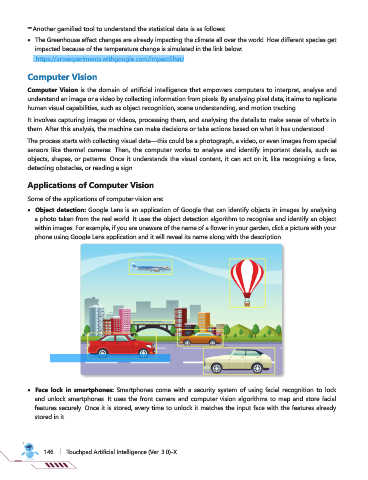 Another gamified tool to understand the statistical data is as follows:
• The Greenhouse effect changes are already impacting the climate all over the world. How different species get
impacted because of the temperature change is simulated in the link below:
Computer Vision
Computer Vision is the domain of artificial intelligence that empowers computers to interpret, analyse and
understand an image or a video by collecting information from pixels. By analysing pixel data, it aims to replicate
human visual capabilities, such as object recognition, scene understanding, and motion tracking.
It involves capturing images or videos, processing them, and analysing the details to make sense of what's in
them. After this analysis, the machine can make decisions or take actions based on what it has understood.
The process starts with collecting visual data—this could be a photograph, a video, or even images from special
sensors like thermal cameras. Then, the computer works to analyse and identify important details, such as
objects, shapes, or patterns. Once it understands the visual content, it can act on it, like recognising a face,
detecting obstacles, or reading a sign.
Applications of Computer Vision
Some of the applications of computer vision are:
• Object detection: Google Lens is an application of Google that can identify objects in images by analysing
a photo taken from the real world. It uses the object detection algorithm to recognise and identify an object
within images. For example, if you are unaware of the name of a flower in your garden, click a picture with your
phone using Google Lens application and it will reveal its name along with the description.
• Face lock in smartphones: Smartphones come with a security system of using facial recognition to lock
and unlock smartphones. It uses the front camera and computer vision algorithms to map and store facial
features securely. Once it is stored, every time to unlock it matches the input face with the features already
stored in it.
146 | Touchpad Artificial Intelligence (Ver. 3.0)-X